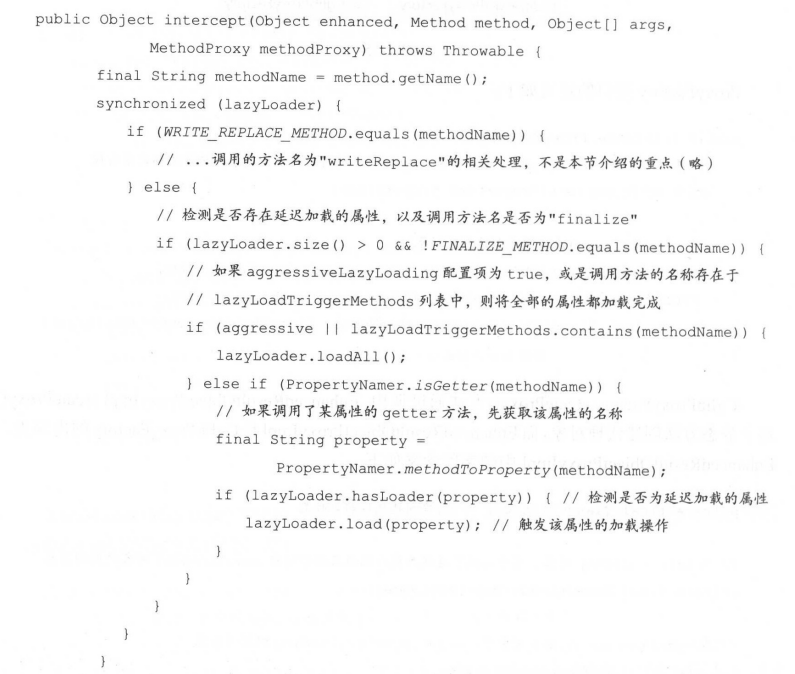 public Object intercept(Object enhanced, Method method, Object[] args,
MethodProxy methodProxy) throws Throwable {
final String methodName = method.getName();
synchronized (lazyLoader) {
if (WRITE_REPLACE_METHOD.equals(methodName)) {
// ...调用的方法名为"writeReplace"的相关处理，不是本节介绍的重点（略）
} else {
// 检测是否存在延迟加载的属性，以及调用方法名是否为"finalize"
if (lazyLoader.size() > 0 && !FINALIZE_METHOD.equals(methodName)) {
// 如果 aggressiveLazyLoading 配置项为 true，或是调用方法的名称存在于
// lazyLoadTriggerMethods 列表中，则将全部的属性都加载完成
if (aggressive || lazyLoadTriggerMethods.contains(methodName)) {
lazyLoader.loadAll();
} else if (PropertyNamer.isGetter(methodName)) {
// 如果调用了某属性的 getter 方法，先获取该属性的名称
final String property =
PropertyNamer.methodToProperty(methodName);
if (lazyLoader.hasLoader(property)) { // 检测是否为延迟加载的属性
lazyLoader.load(property); // 触发该属性的加载操作
}
}
}
}
}